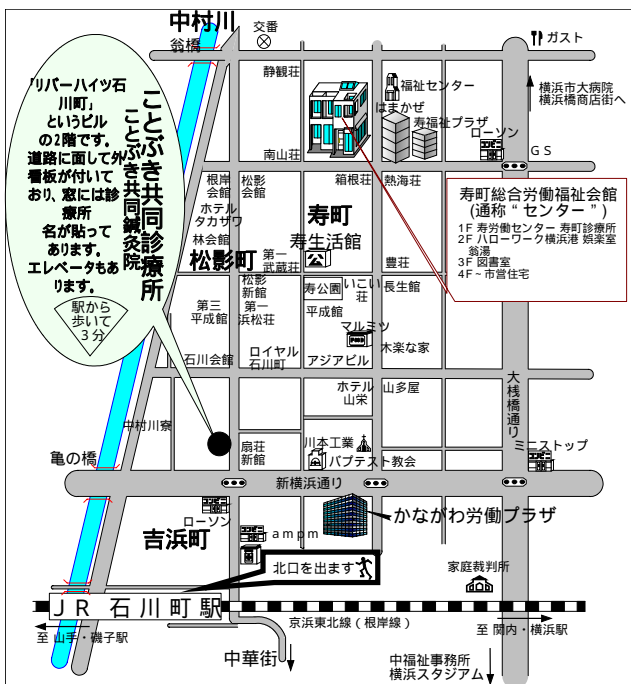 中村川
翁橋
交番
ガスト
静観荘
福祉センター
はまかぜ
寿福祉プラザ
ローソン
横浜市大病院
横浜橋商店街へ
GS
南山荘
「リバーハイツ石
川町」
というビル
の2階です。
道路に面して外
看板が付いて
おり、窓には診
療所
名が貼って
あります。
エレベータもあ
ります。
ことぶき共同診療所
ことぶき共同鍼灸院
駅から
歩いて
3分
根岸
会館
松影
会館
箱根荘
熱海荘
ホテル
タカザワ
寿町
寿生活館
林会館
松影町
第一
武蔵荘
豊荘
寿町総合労働福祉会館
(通称“センター”)
1F 寿労働センター 寿町診療所
2F ハローワーク横浜港 娯楽室
翁湯
3F 図書室
4F~市営住宅
松影
新館
寿公園
いこい
荘
長生館
第三
平成館
第一
浜松荘
平成館
マルミツ
木楽な家
石川会館
ロイヤル
石川町
アジアビル
ホテル
山栄
山多屋
大桟橋通り
中村川寮
扇荘
新館
川本工業
バプテスト教会
ミニストップ
亀の橋
新横浜通り
ローソン
吉浜町
ampm
かながわ労働プラザ
北口を出ます
家庭裁判所
JR 石川町駅
京浜東北線(根岸線)
至 山手・磯子駅
至 関内・横浜駅
中華街
中福祉事務所
横浜スタジアム